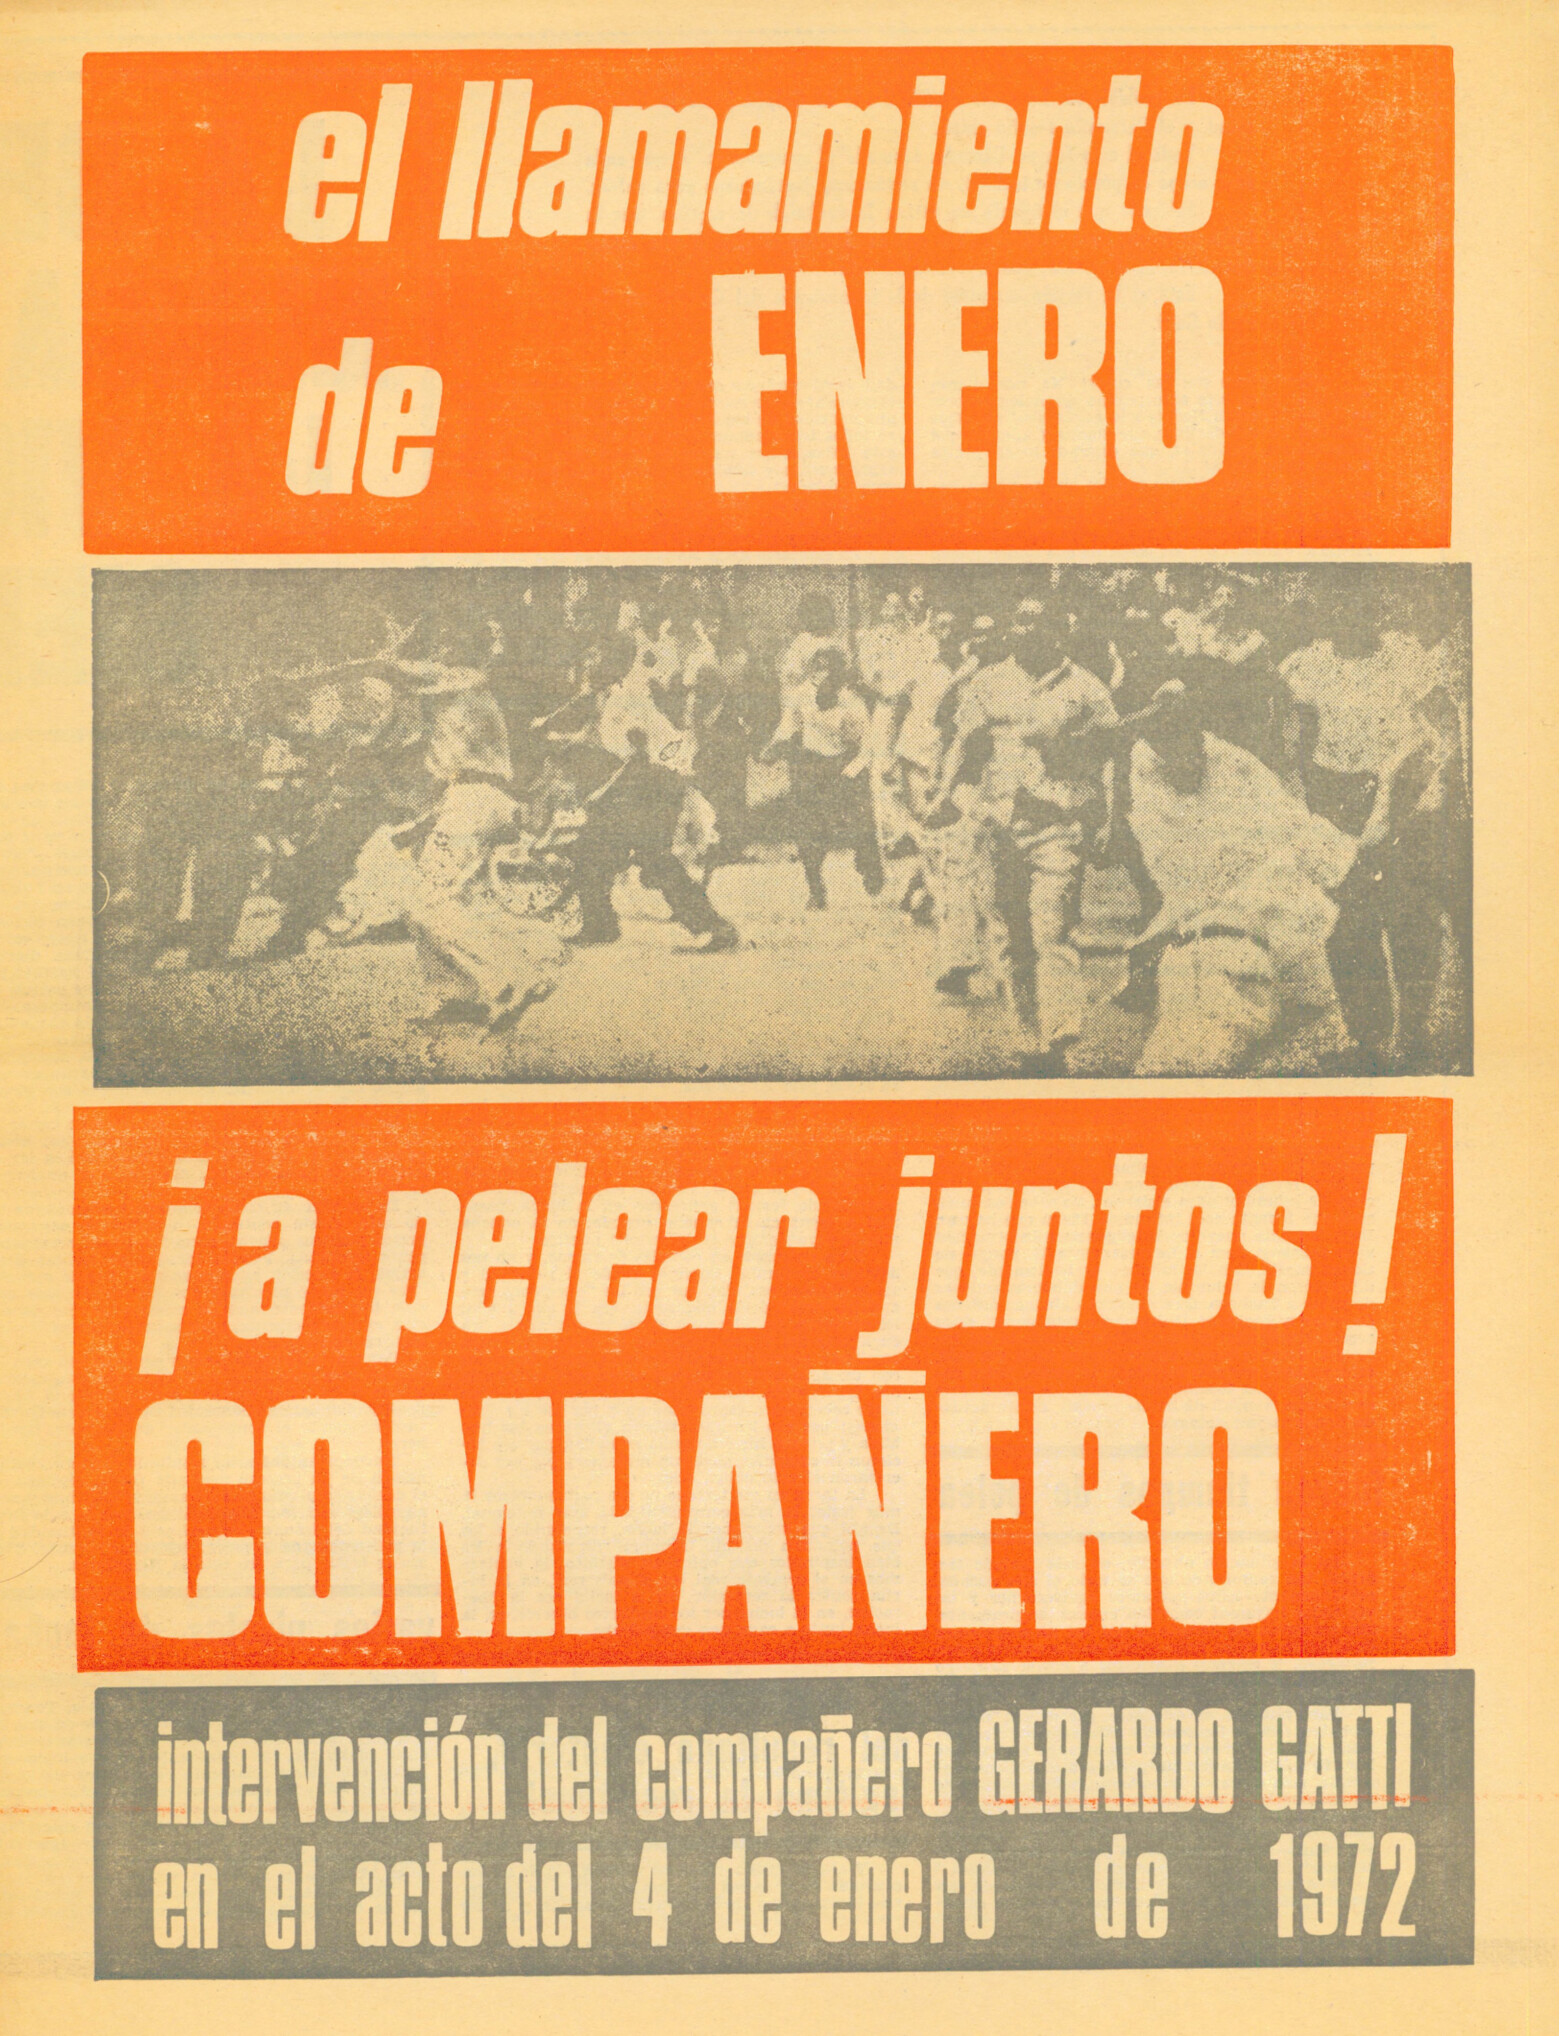 el llamamiento
de ENERO
¡a pelear juntos!
COMPAÑERO
intervención del compañero GERARDO GATTI
en el acto del 4 de enero de 1972